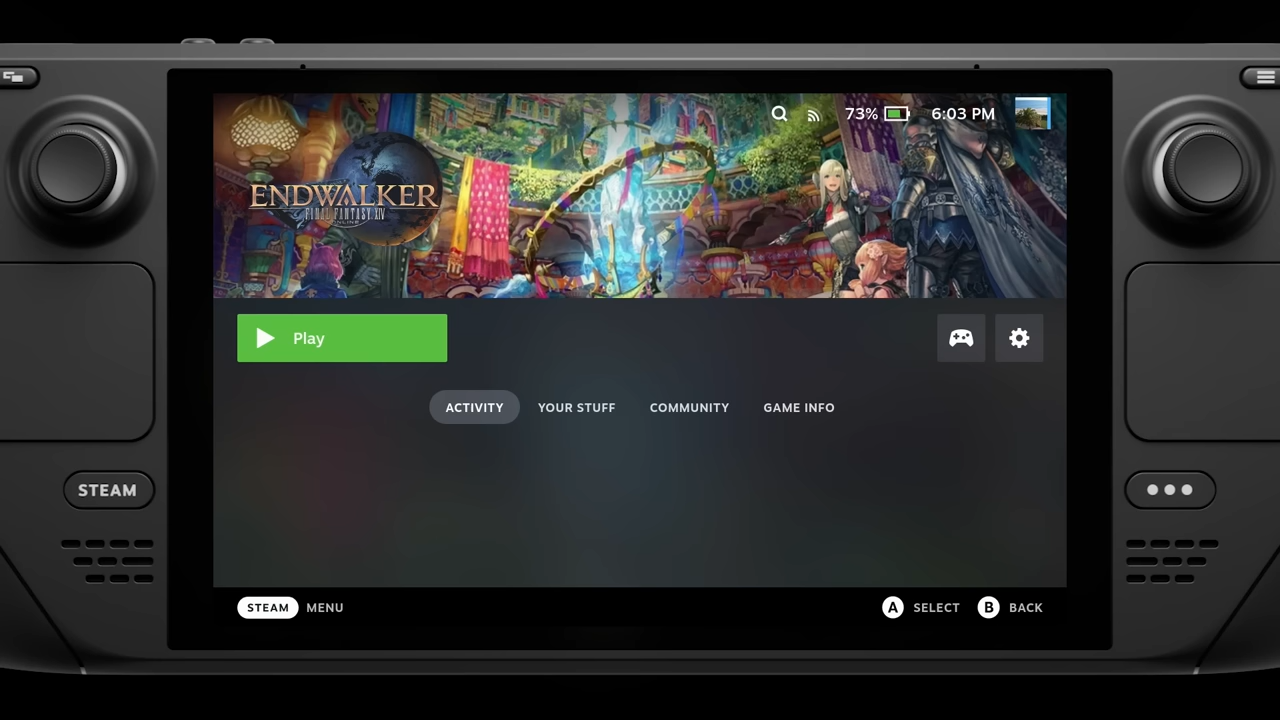 73% 6:03 PM
ENDWALKER
FINAL FANTASY XIV
ONLINE
Play
ACTIVITY YOUR STUFF COMMUNITY GAME INFO
STEAM
STEAM MENU A SELECT B BACK